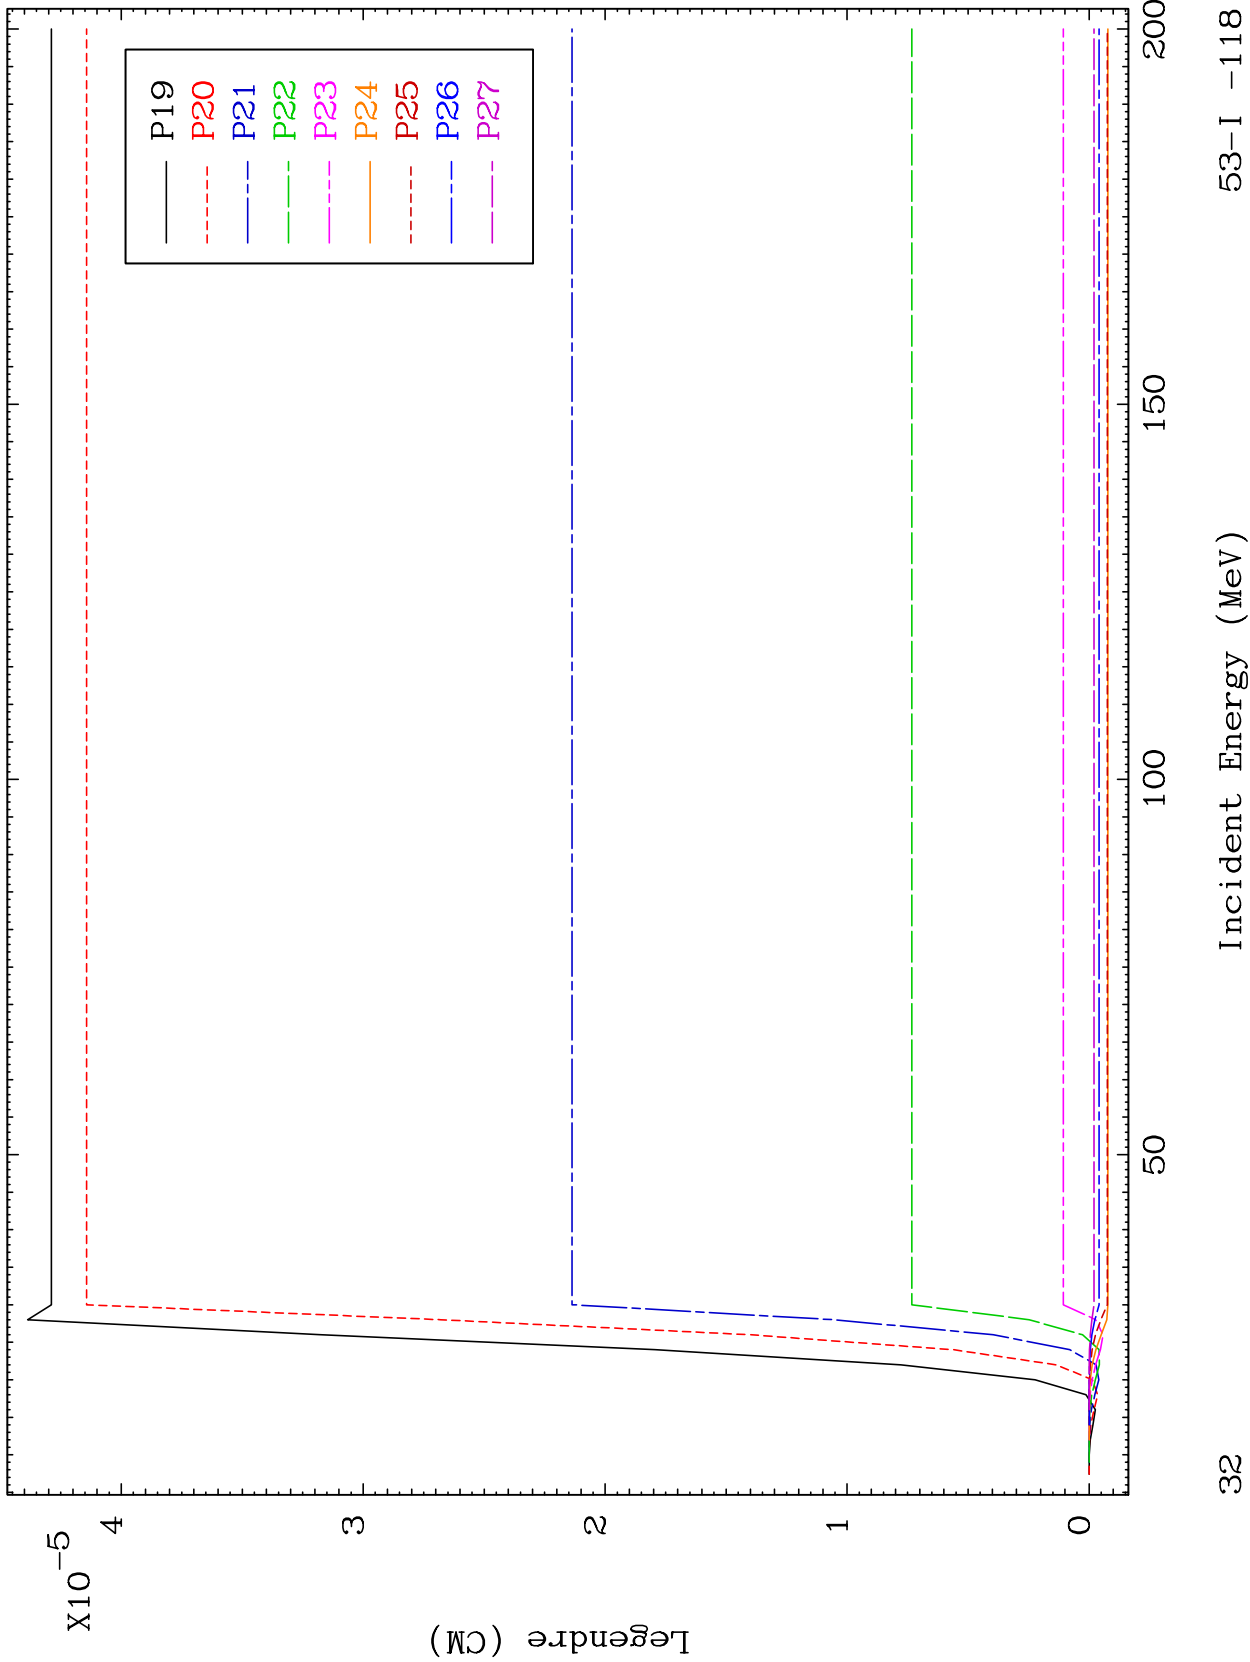 X10-5
4
3
2
1
0
Legendre (CM)
P19
P20
P21
P22
P23
P24
P25
P26
P27
50
100
150
200
Incident Energy (MeV)
32
53-I -118